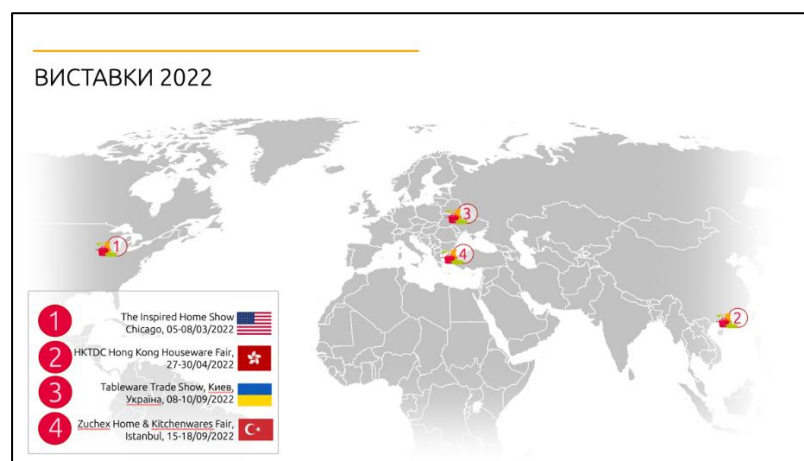 ВИСТАВКИ 2022
1
2
3
4
1
The Inspired Home Show
Chicago, 05-08/03/2022
2
HKTDC Hong Kong Houseware Fair,
27-30/04/2022
3
Tableware Trade Show, Киев,
Україна, 08-10/09/2022
4
Zuchex Home & Kitchenwares Fair,
Istanbul, 15-18/09/2022